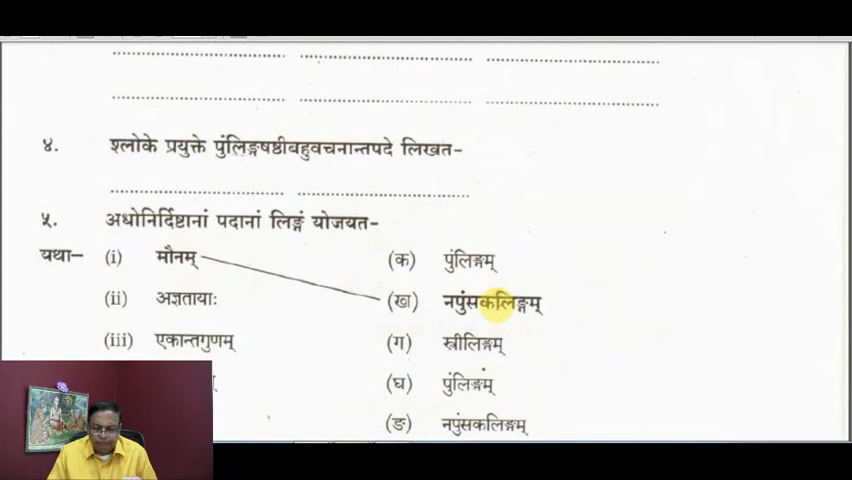 ४. श्लोके प्रयुक्ते पुंलिङ्गषष्ठीबहुवचनान्तपदे लिखत–
५. अधोनिर्दिष्टानां पदानां लिङ्गं योजयत–
यथा– (i) मौनम् (क) पुंलिङ्गम्
(ii) अज्ञतायाः (ख) नपुंसकलिङ्गम्
(iii) एकान्तगुणम् (ग) स्त्रीलिङ्गम्
(घ) पुंलिङ्गम्
(ङ) नपुंसकलिङ्गम्